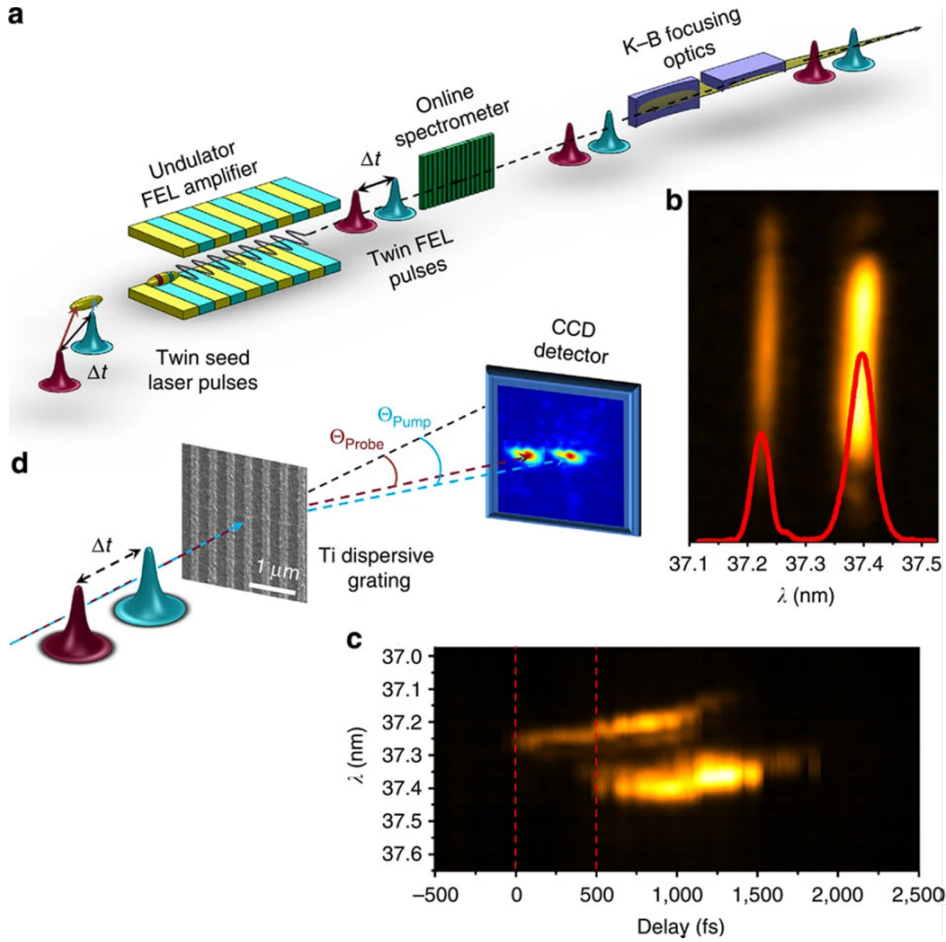 a
K–B focusing
optics
Online
spectrometer
Undulator
FEL amplifier
Δt
Twin FEL
pulses
Twin seed
laser pulses
Δt
b
37.1 37.2 37.3 37.4 37.5
λ (nm)
CCD
detector
d
ΘProbe
ΘPump
Δt
1 μm
Ti dispersive
grating
c
37.0
37.1
37.2
37.3
37.4
37.5
37.6
λ (nm)
–500 0 500 1,000 1,500 2,000 2,500
Delay (fs)